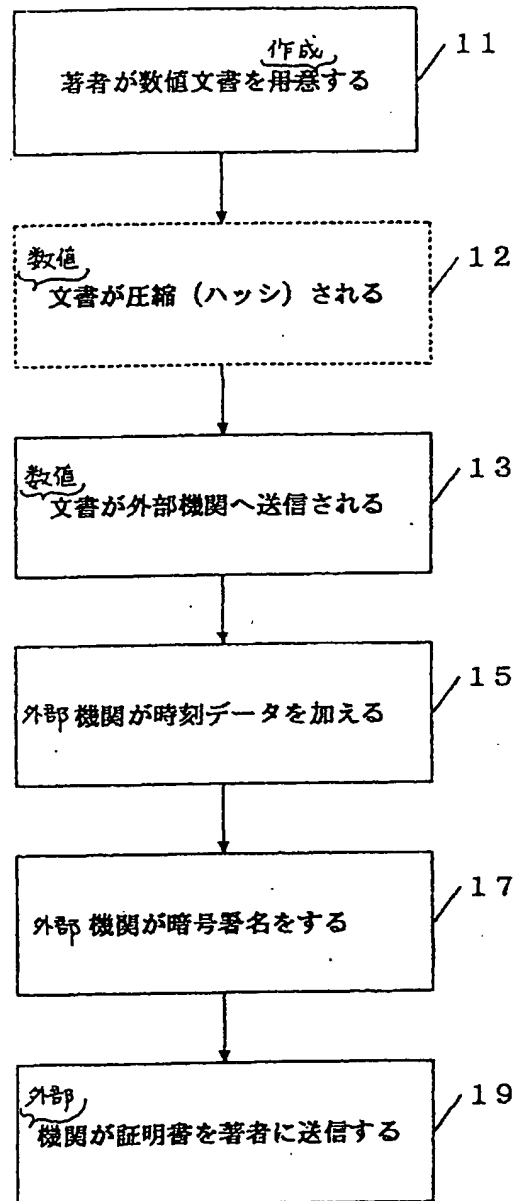 作成
著者が数値文書を用意する
11
数値
文書が圧縮（ハッシ）される
12
数値
文書が外部機関へ送信される
13
外部機関が時刻データを加える
15
外部機関が暗号署名をする
17
外部
機関が証明書を著者に送信する
19